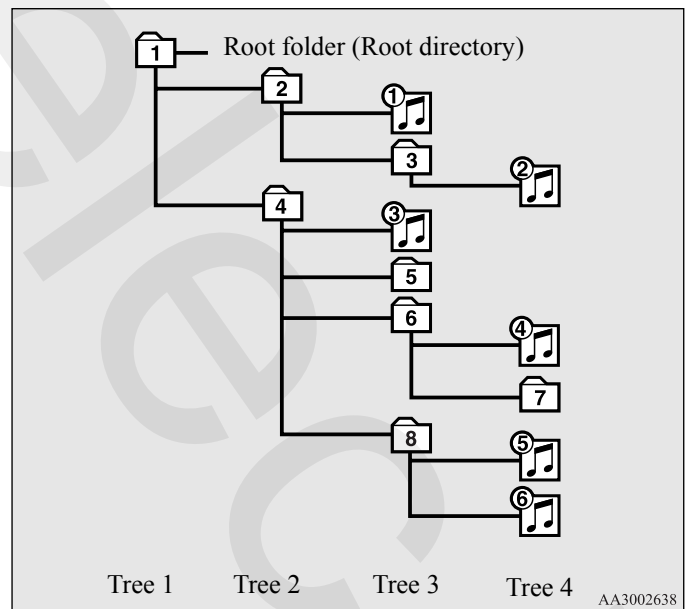 1 Root folder (Root directory)
2 ①
3 ②
4 ③
5
6 ④
7
8 ⑤
⑥
Tree 1 Tree 2 Tree 3 Tree 4
AA3002638